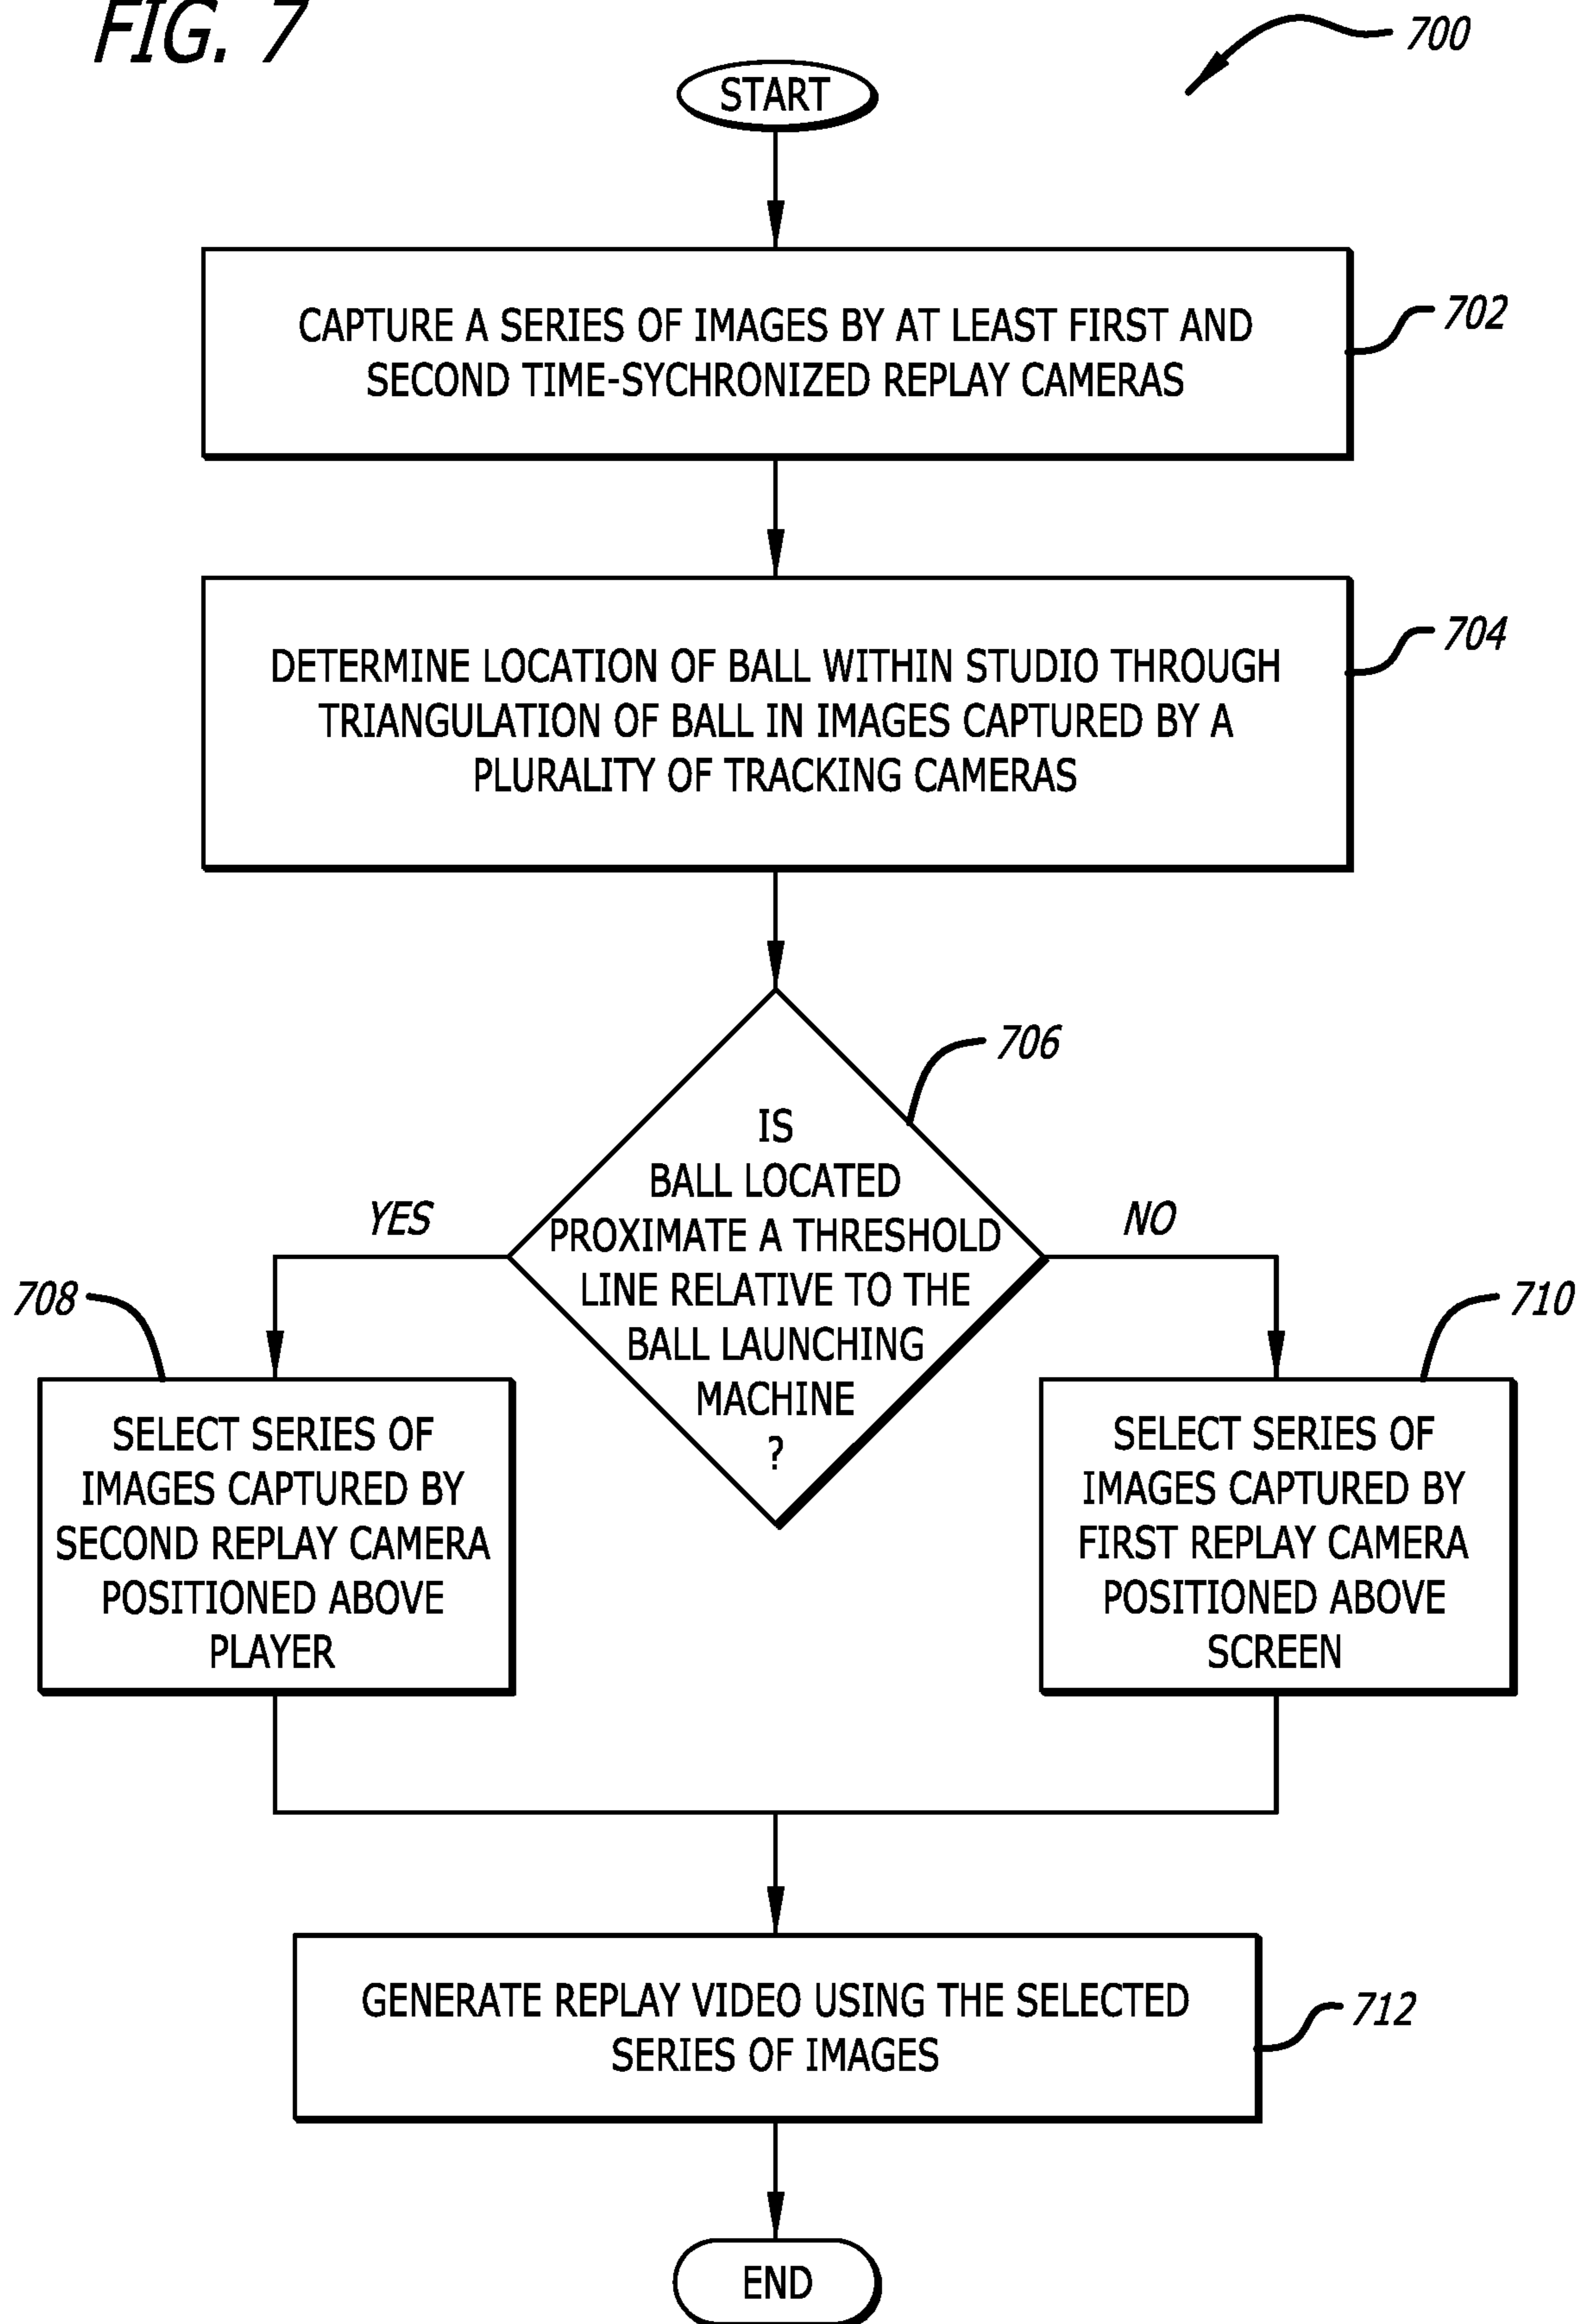 FIG. 7
700
START
CAPTURE A SERIES OF IMAGES BY AT LEAST FIRST AND
SECOND TIME-SYCHRONIZED REPLAY CAMERAS
702
DETERMINE LOCATION OF BALL WITHIN STUDIO THROUGH
TRIANGULATION OF BALL IN IMAGES CAPTURED BY A
PLURALITY OF TRACKING CAMERAS
704
706
IS
BALL LOCATED
PROXIMATE A THRESHOLD
LINE RELATIVE TO THE
BALL LAUNCHING
MACHINE
?
YES
NO
708
SELECT SERIES OF
IMAGES CAPTURED BY
SECOND REPLAY CAMERA
POSITIONED ABOVE
PLAYER
710
SELECT SERIES OF
IMAGES CAPTURED BY
FIRST REPLAY CAMERA
POSITIONED ABOVE
SCREEN
GENERATE REPLAY VIDEO USING THE SELECTED
SERIES OF IMAGES
712
END